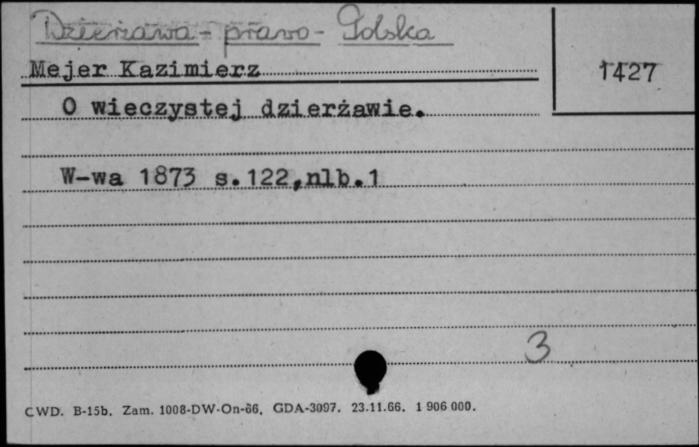 Dzierżawa - prawo - Polska
Mejer Kazimierz
1427
O wieczystej dzierżawie.
W-wa 1873 s.122,nlb.1
3
CWD. B-15b. Zam. 1008-DW-On-66. GDA-3097. 23.11.66. 1 906 000.